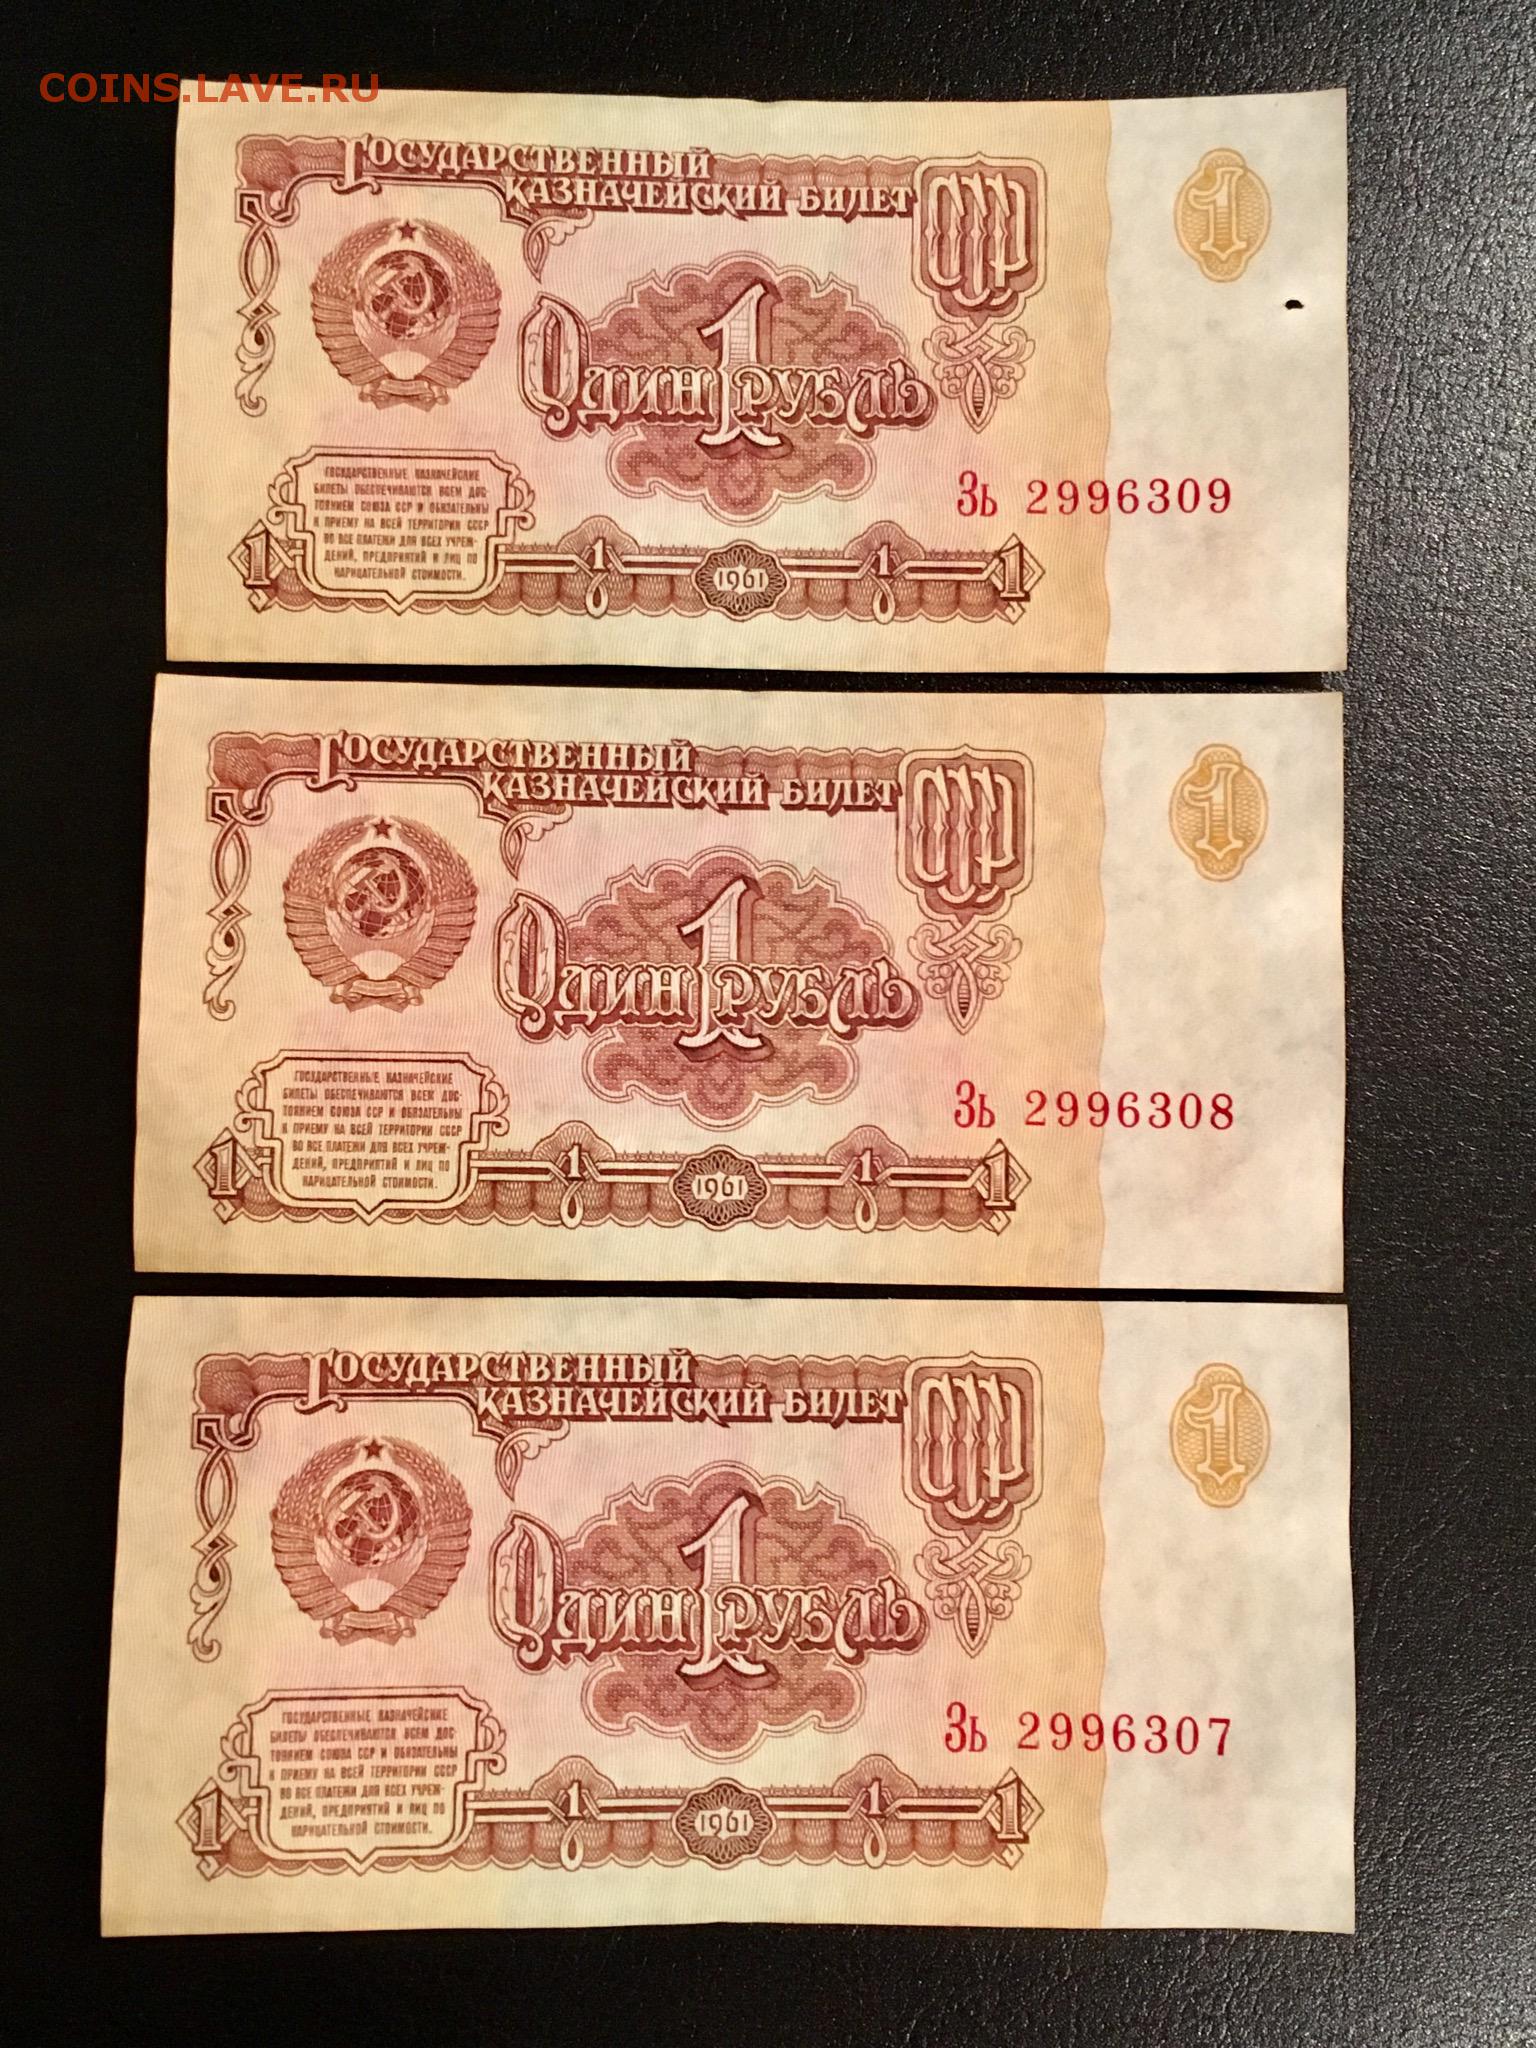 COINS.LAVE.RU
ГОСУДАРСТВЕННЫЙ
КАЗНАЧЕЙСКИЙ БИЛЕТ
СССР
1
1
ОДИН РУБЛЬ
ГОСУДАРСТВЕННЫЕ КАЗНАЧЕЙСКИЕ
БИЛЕТЫ ОБЕСПЕЧИВАЮТСЯ ВСЕМ ДОС-
ТОЯНИЕМ СОЮЗА ССР И ОБЯЗАТЕЛЬНЫ
К ПРИЕМУ НА ВСЕЙ ТЕРРИТОРИИ СССР
ВО ВСЕ ПЛАТЕЖИ ДЛЯ ВСЕХ УЧРЕЖ-
ДЕНИЙ, ПРЕДПРИЯТИЙ И ЛИЦ ПО
НАРИЦАТЕЛЬНОЙ СТОИМОСТИ.
Зь 2996309
1 1 1961 1 1
ГОСУДАРСТВЕННЫЙ
КАЗНАЧЕЙСКИЙ БИЛЕТ
СССР
1
1
ОДИН РУБЛЬ
ГОСУДАРСТВЕННЫЕ КАЗНАЧЕЙСКИЕ
БИЛЕТЫ ОБЕСПЕЧИВАЮТСЯ ВСЕМ ДОС-
ТОЯНИЕМ СОЮЗА ССР И ОБЯЗАТЕЛЬНЫ
К ПРИЕМУ НА ВСЕЙ ТЕРРИТОРИИ СССР
ВО ВСЕ ПЛАТЕЖИ ДЛЯ ВСЕХ УЧРЕЖ-
ДЕНИЙ, ПРЕДПРИЯТИЙ И ЛИЦ ПО
НАРИЦАТЕЛЬНОЙ СТОИМОСТИ.
Зь 2996308
1 1 1961 1 1
ГОСУДАРСТВЕННЫЙ
КАЗНАЧЕЙСКИЙ БИЛЕТ
СССР
1
1
ОДИН РУБЛЬ
ГОСУДАРСТВЕННЫЕ КАЗНАЧЕЙСКИЕ
БИЛЕТЫ ОБЕСПЕЧИВАЮТСЯ ВСЕМ ДОС-
ТОЯНИЕМ СОЮЗА ССР И ОБЯЗАТЕЛЬНЫ
К ПРИЕМУ НА ВСЕЙ ТЕРРИТОРИИ СССР
ВО ВСЕ ПЛАТЕЖИ ДЛЯ ВСЕХ УЧРЕЖ-
ДЕНИЙ, ПРЕДПРИЯТИЙ И ЛИЦ ПО
НАРИЦАТЕЛЬНОЙ СТОИМОСТИ.
Зь 2996307
1 1 1961 1 1